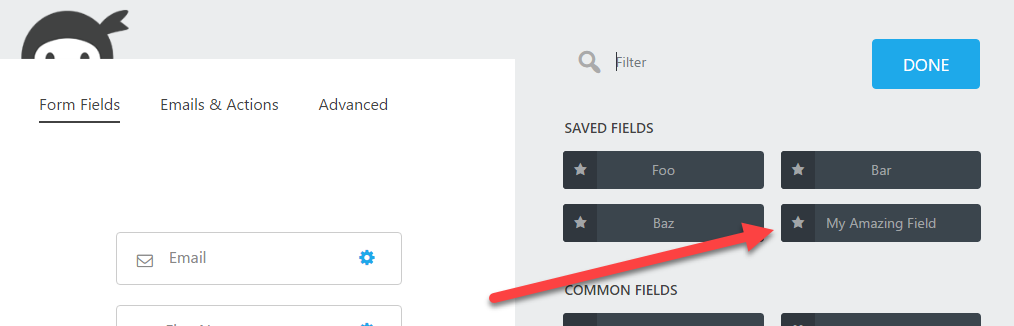 Form Fields
Emails & Actions
Advanced
Email
Filter
DONE
SAVED FIELDS
Foo
Bar
Baz
My Amazing Field
COMMON FIELDS